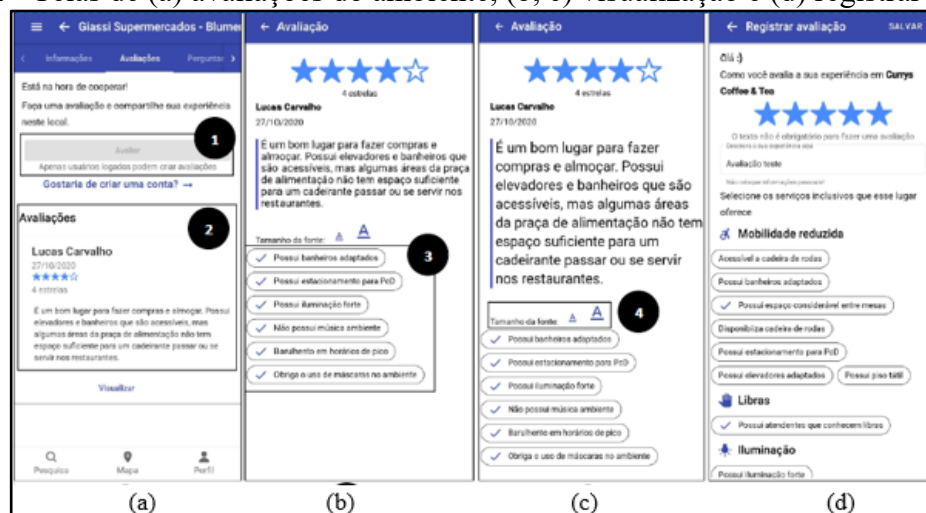 Telas de (a) avaliações do ambiente, (b, c) visualização e (d) registrar
Giassi Supermercados - Blumen
Informações Avaliações Perguntas
Está na hora de cooperar!
Faça uma avaliação e compartilhe sua experiência
neste local.
Avaliar
1
Apenas usuários logados podem criar avaliações
Gostaria de criar uma conta? →
Avaliações
2
Lucas Carvalho
27/10/2020
4 estrelas
É um bom lugar para fazer compras e almoçar. Possui
elevadores e banheiros que são acessíveis, mas
algumas áreas da praça de alimentação não tem
espaço suficiente para um cadeirante passar ou se
servir nos restaurantes.
Visualizar
Pesquisa Mapa Perfil
(a)
Avaliação
4 estrelas
Lucas Carvalho
27/10/2020
É um bom lugar para fazer compras e
almoçar. Possui elevadores e banheiros que
são acessíveis, mas algumas áreas da praça
de alimentação não tem espaço suficiente
para um cadeirante passar ou se servir nos
restaurantes.
Tamanho da fonte: A A
3
Possui banheiros adaptados
Possui estacionamento para PcD
Possui iluminação forte
Não possui música ambiente
Barulhento em horários de pico
Obriga o uso de máscaras no ambiente
(b)
Avaliação
4 estrelas
Lucas Carvalho
27/10/2020
É um bom lugar para fazer
compras e almoçar. Possui
elevadores e banheiros que são
acessíveis, mas algumas áreas
da praça de alimentação não tem
espaço suficiente para um
cadeirante passar ou se servir
nos restaurantes.
Tamanho da fonte: A A
4
Possui banheiros adaptados
Possui estacionamento para PcD
Possui iluminação forte
Não possui música ambiente
Barulhento em horários de pico
Obriga o uso de máscaras no ambiente
(c)
Registrar avaliação SALVAR
Olá :)
Como você avalia a sua experiência em Currys
Coffee & Tea
O texto não é obrigatório para fazer uma avaliação
Descreva a sua experiência aqui
Avaliação teste
Não coloque informações pessoais!
Selecione os serviços inclusivos que esse lugar
oferece
Mobilidade reduzida
Acessível a cadeira de rodas
Possui banheiros adaptados
Possui espaço considerável entre mesas
Disponibiza cadeira de rodas
Possui estacionamento para PcD
Possui elevadores adaptados Possui piso tátil
Libras
Possui atendentes que conhecem libras
Iluminação
Possui iluminação forte
(d)